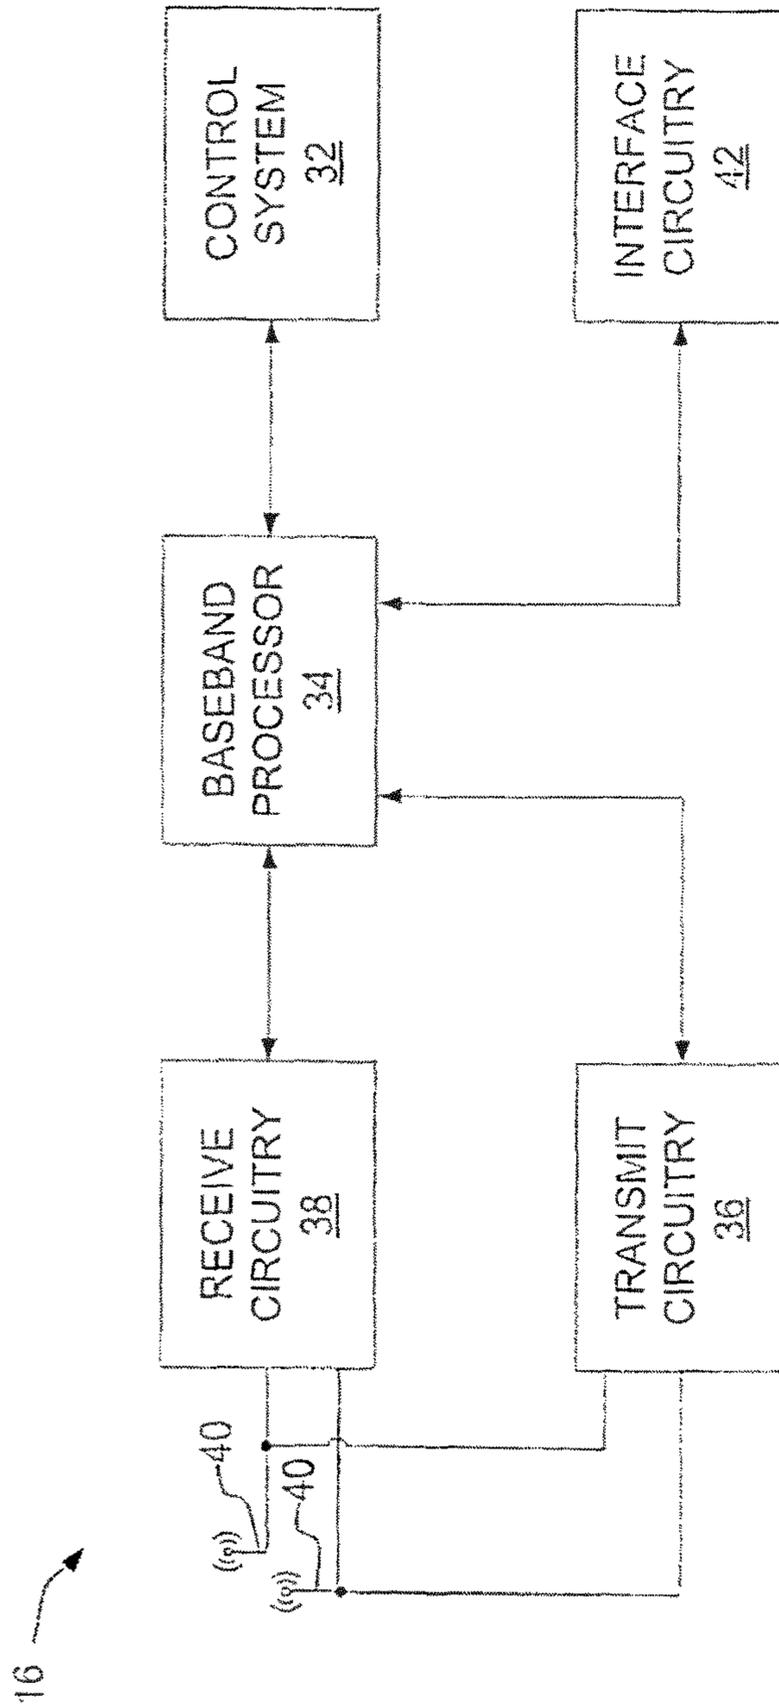 16
40
40
RECEIVE
CIRCUITRY
38
BASEBAND
PROCESSOR
34
CONTROL
SYSTEM
32
TRANSMIT
CIRCUITRY
36
INTERFACE
CIRCUITRY
42